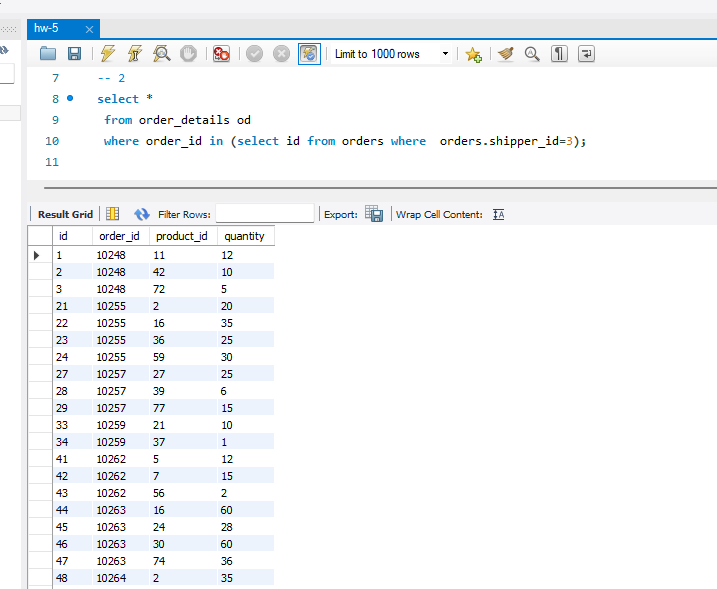 hw-5
Limit to 1000 rows
7 -- 2
8 select *
9 from order_details od
10 where order_id in (select id from orders where  orders.shipper_id=3);
11
Result Grid Filter Rows: Export: Wrap Cell Content:
id order_id product_id quantity
1 10248 11 12
2 10248 42 10
3 10248 72 5
21 10255 2 20
22 10255 16 35
23 10255 36 25
24 10255 59 30
27 10257 27 25
28 10257 39 6
29 10257 77 15
33 10259 21 10
34 10259 37 1
41 10262 5 12
42 10262 7 15
43 10262 56 2
44 10263 16 60
45 10263 24 28
46 10263 30 60
47 10263 74 36
48 10264 2 35